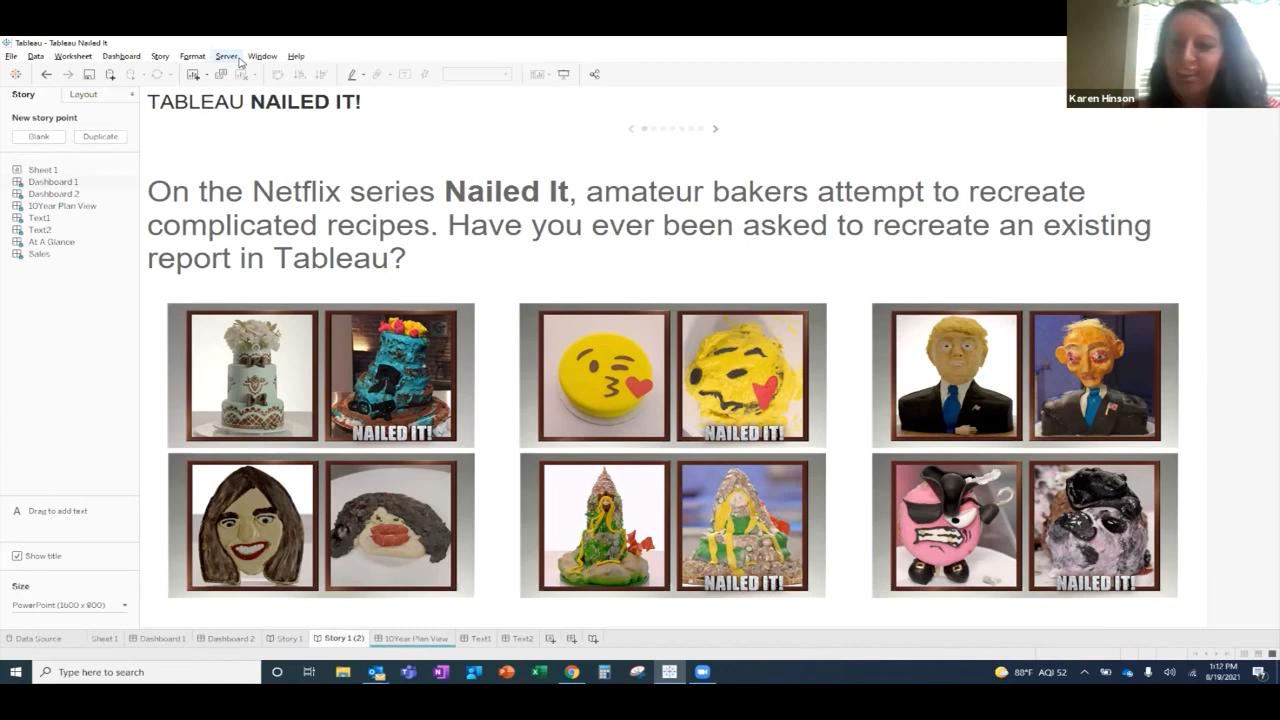 Tableau - Tableau Nailed It
File Data Worksheet Dashboard Story Format Server Window Help
Karen Hinson
Story Layout
New story point
Blank Duplicate
Sheet 1
Dashboard 1
Dashboard 2
10Year Plan View
Text1
Text2
At A Glance
Sales
A Drag to add text
Show title
Size
PowerPoint (1600 x 900)
TABLEAU NAILED IT!
On the Netflix series Nailed It, amateur bakers attempt to recreate
complicated recipes. Have you ever been asked to recreate an existing
report in Tableau?
NAILED IT!
NAILED IT!
NAILED IT!
NAILED IT!
Data Source Sheet 1 Dashboard 1 Dashboard 2 Story 1 Story 1 (2) 10Year Plan View Text1 Text2
Type here to search
88°F AQI 52
1:12 PM
8/19/2021